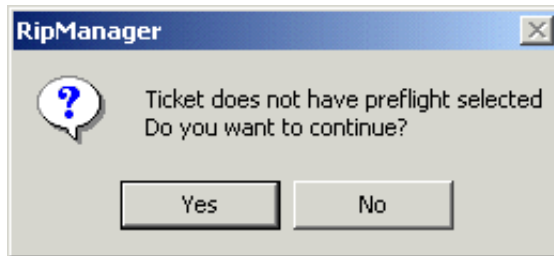 RipManager
Ticket does not have preflight selected
Do you want to continue?
Yes No